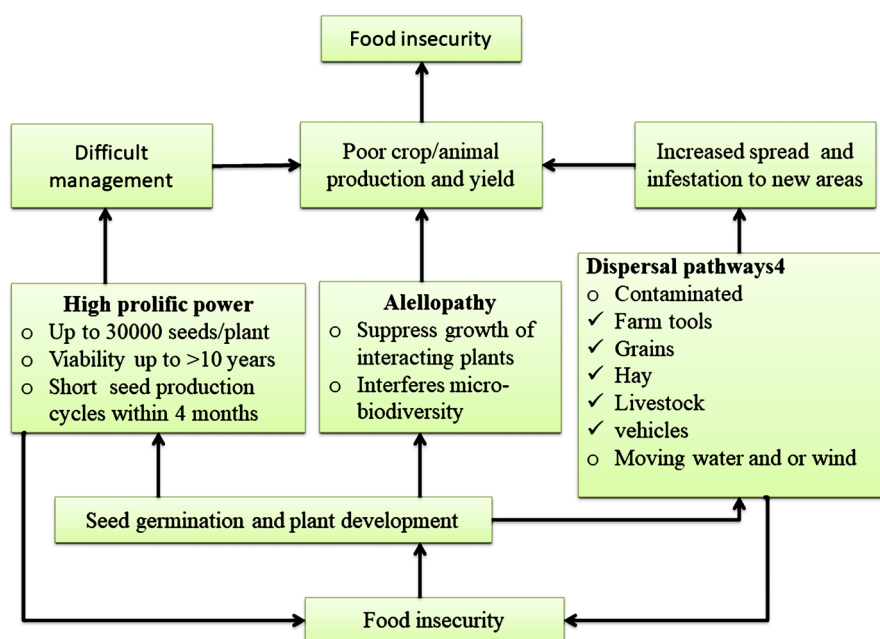 Food insecurity
Difficult
management
Poor crop/animal
production and yield
Increased spread and
infestation to new areas
High prolific power
o Up to 30000 seeds/plant
o Viability up to >10 years
o Short seed production
cycles within 4 months
Alellopathy
o Suppress growth of
interacting plants
o Interferes micro-
biodiversity
Dispersal pathways4
o Contaminated
✓ Farm tools
✓ Grains
✓ Hay
✓ Livestock
✓ vehicles
o Moving water and or wind
Seed germination and plant development
Food insecurity